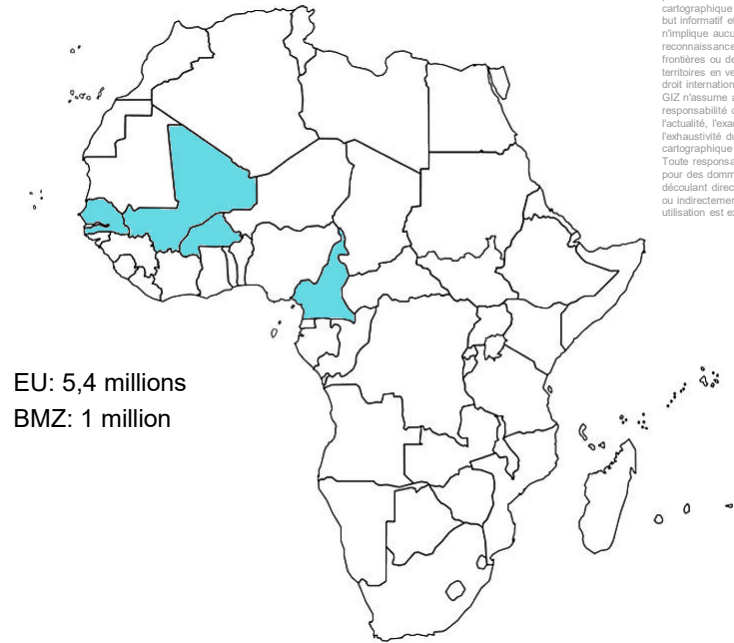 cartographique
but informatif et
n'implique aucu
reconnaissance
frontières ou de
territoires en ve
droit internation
GIZ n'assume a
responsabilité
l'actualité, l'exac
l'exhaustivité du
cartographique
Toute responsa
pour des domm
découlant direc
ou indirectemen
utilisation est ex
EU: 5,4 millions
BMZ: 1 million